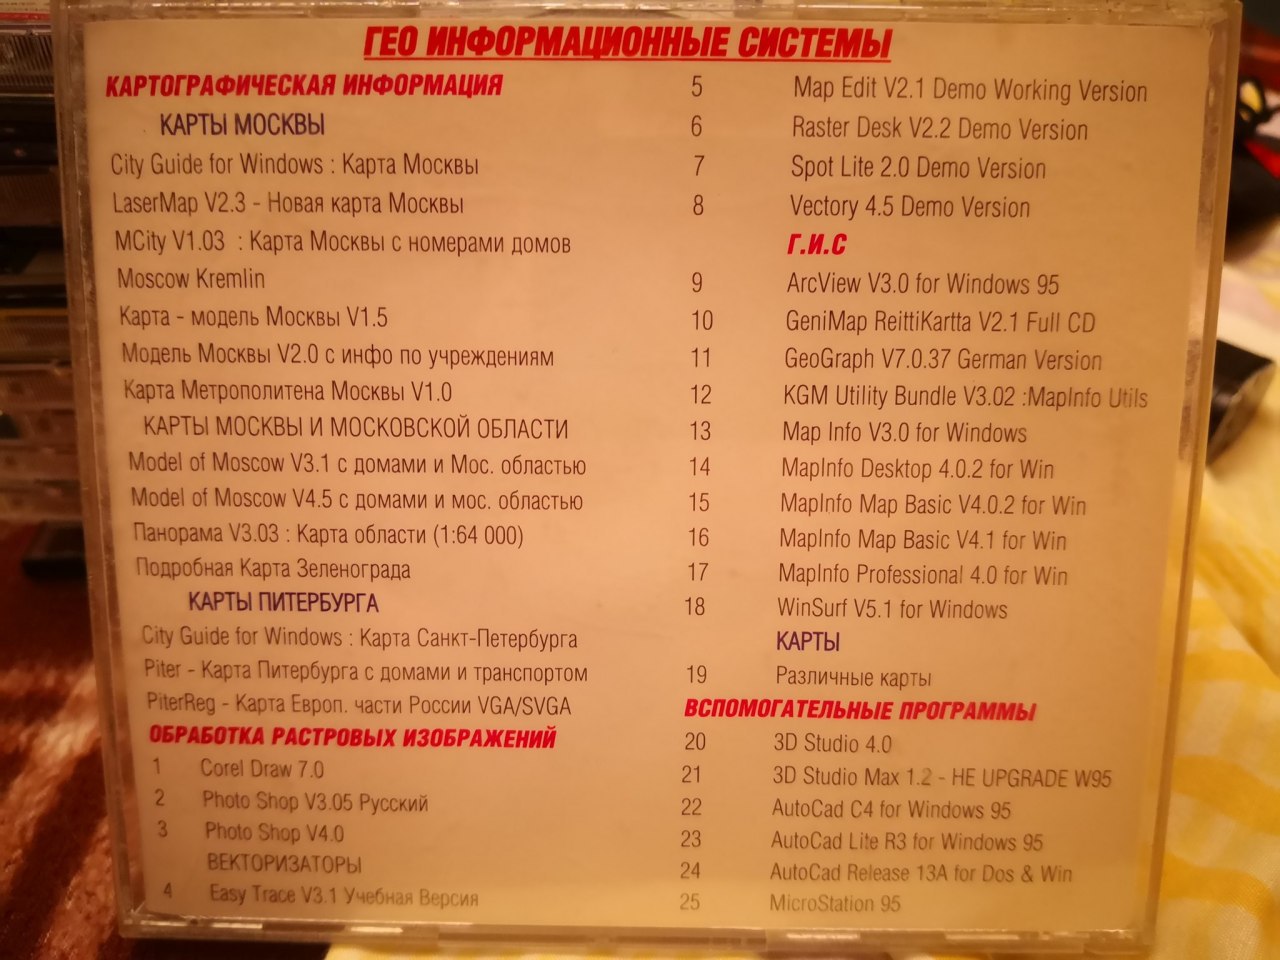 ГЕО ИНФОРМАЦИОННЫЕ СИСТЕМЫ
КАРТОГРАФИЧЕСКАЯ ИНФОРМАЦИЯ
КАРТЫ МОСКВЫ
City Guide for Windows : Карта Москвы
LaserMap V2.3 - Новая карта Москвы
MCity V1.03 : Карта Москвы с номерами домов
Moscow Kremlin
Карта - модель Москвы V1.5
Модель Москвы V2.0 с инфо по учреждениям
Карта Метрополитена Москвы V1.0
КАРТЫ МОСКВЫ И МОСКОВСКОЙ ОБЛАСТИ
Model of Moscow V3.1 с домами и Мос. областью
Model of Moscow V4.5 с домами и мос. областью
Панорама V3.03 : Карта области (1:64 000)
Подробная Карта Зеленограда
КАРТЫ ПИТЕРБУРГА
City Guide for Windows : Карта Санкт-Петербурга
Piter - Карта Питербурга с домами и транспортом
PiterReg - Карта Европ. части России VGA/SVGA
ОБРАБОТКА РАСТРОВЫХ ИЗОБРАЖЕНИЙ
1 Corel Draw 7.0
2 Photo Shop V3.05 Русский
3 Photo Shop V4.0
ВЕКТОРИЗАТОРЫ
4 Easy Trace V3.1 Учебная Версия
5 Map Edit V2.1 Demo Working Version
6 Raster Desk V2.2 Demo Version
7 Spot Lite 2.0 Demo Version
8 Vectory 4.5 Demo Version
Г.И.С
9 ArcView V3.0 for Windows 95
10 GeniMap ReittiKartta V2.1 Full CD
11 GeoGraph V7.0.37 German Version
12 KGM Utility Bundle V3.02 :MapInfo Utils
13 Map Info V3.0 for Windows
14 MapInfo Desktop 4.0.2 for Win
15 MapInfo Map Basic V4.0.2 for Win
16 MapInfo Map Basic V4.1 for Win
17 MapInfo Professional 4.0 for Win
18 WinSurf V5.1 for Windows
КАРТЫ
19 Различные карты
ВСПОМОГАТЕЛЬНЫЕ ПРОГРАММЫ
20 3D Studio 4.0
21 3D Studio Max 1.2 - НЕ UPGRADE W95
22 AutoCad C4 for Windows 95
23 AutoCad Lite R3 for Windows 95
24 AutoCad Release 13A for Dos & Win
25 MicroStation 95